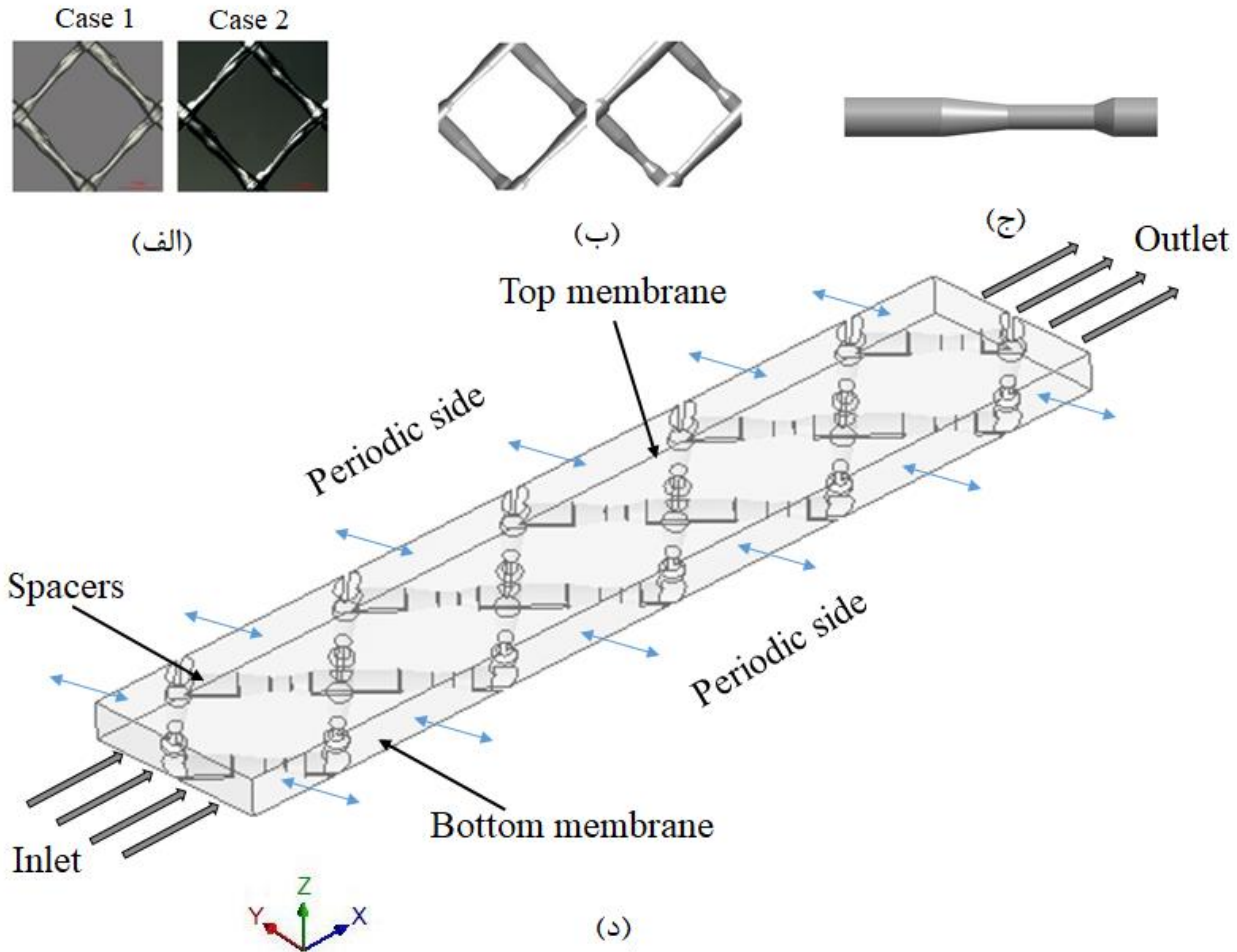 Case 1
Case 2
(الف)
(ب)
(ج)
Outlet
Top membrane
Periodic side
Spacers
Periodic side
Bottom membrane
Inlet
Z
Y
X
(د)